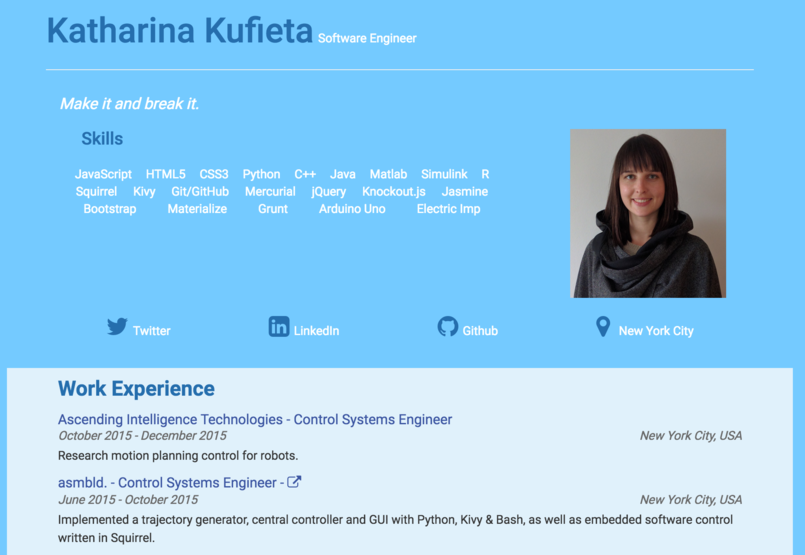 Katharina Kufieta Software Engineer
Make it and break it.
Skills
JavaScript HTML5 CSS3 Python C++ Java Matlab Simulink R
Squirrel Kivy Git/GitHub Mercurial jQuery Knockout.js Jasmine
Bootstrap Materialize Grunt Arduino Uno Electric Imp
Twitter LinkedIn Github New York City
Work Experience
Ascending Intelligence Technologies - Control Systems Engineer
October 2015 - December 2015 New York City, USA
Research motion planning control for robots.
asmbld. - Control Systems Engineer -
June 2015 - October 2015 New York City, USA
Implemented a trajectory generator, central controller and GUI with Python, Kivy & Bash, as well as embedded software control
written in Squirrel.